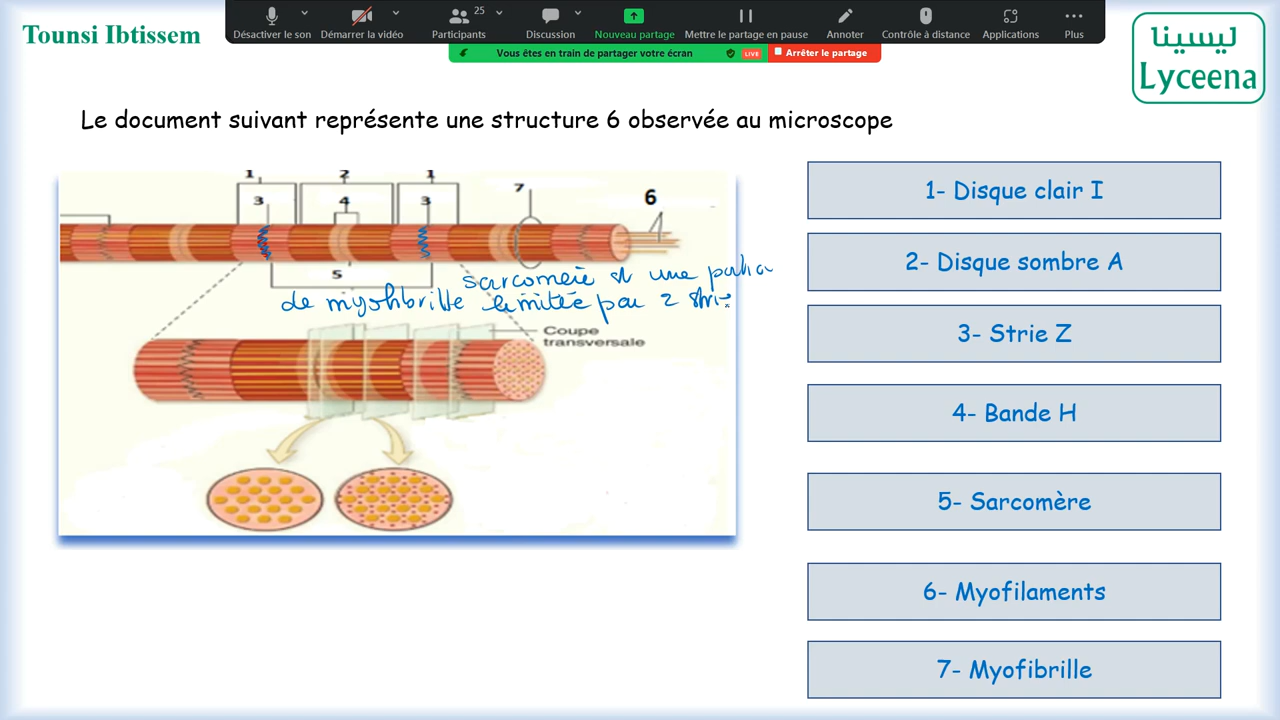 Tounsi Ibtissem
Désactiver le son
Démarrer la vidéo
Participants
25
Discussion
Nouveau partage
Mettre le partage en pause
Annoter
Contrôle à distance
Applications
Plus
Vous êtes en train de partager votre écran
LIVE
Arrêter le partage
ليسينا
Lyceena
Le document suivant représente une structure 6 observée au microscope
1 2 1
3 4 3
7
6
5
sarcomère est une partie
de myofibrille limitée par 2 stries
Coupe
transversale
1- Disque clair I
2- Disque sombre A
3- Strie Z
4- Bande H
5- Sarcomère
6- Myofilaments
7- Myofibrille